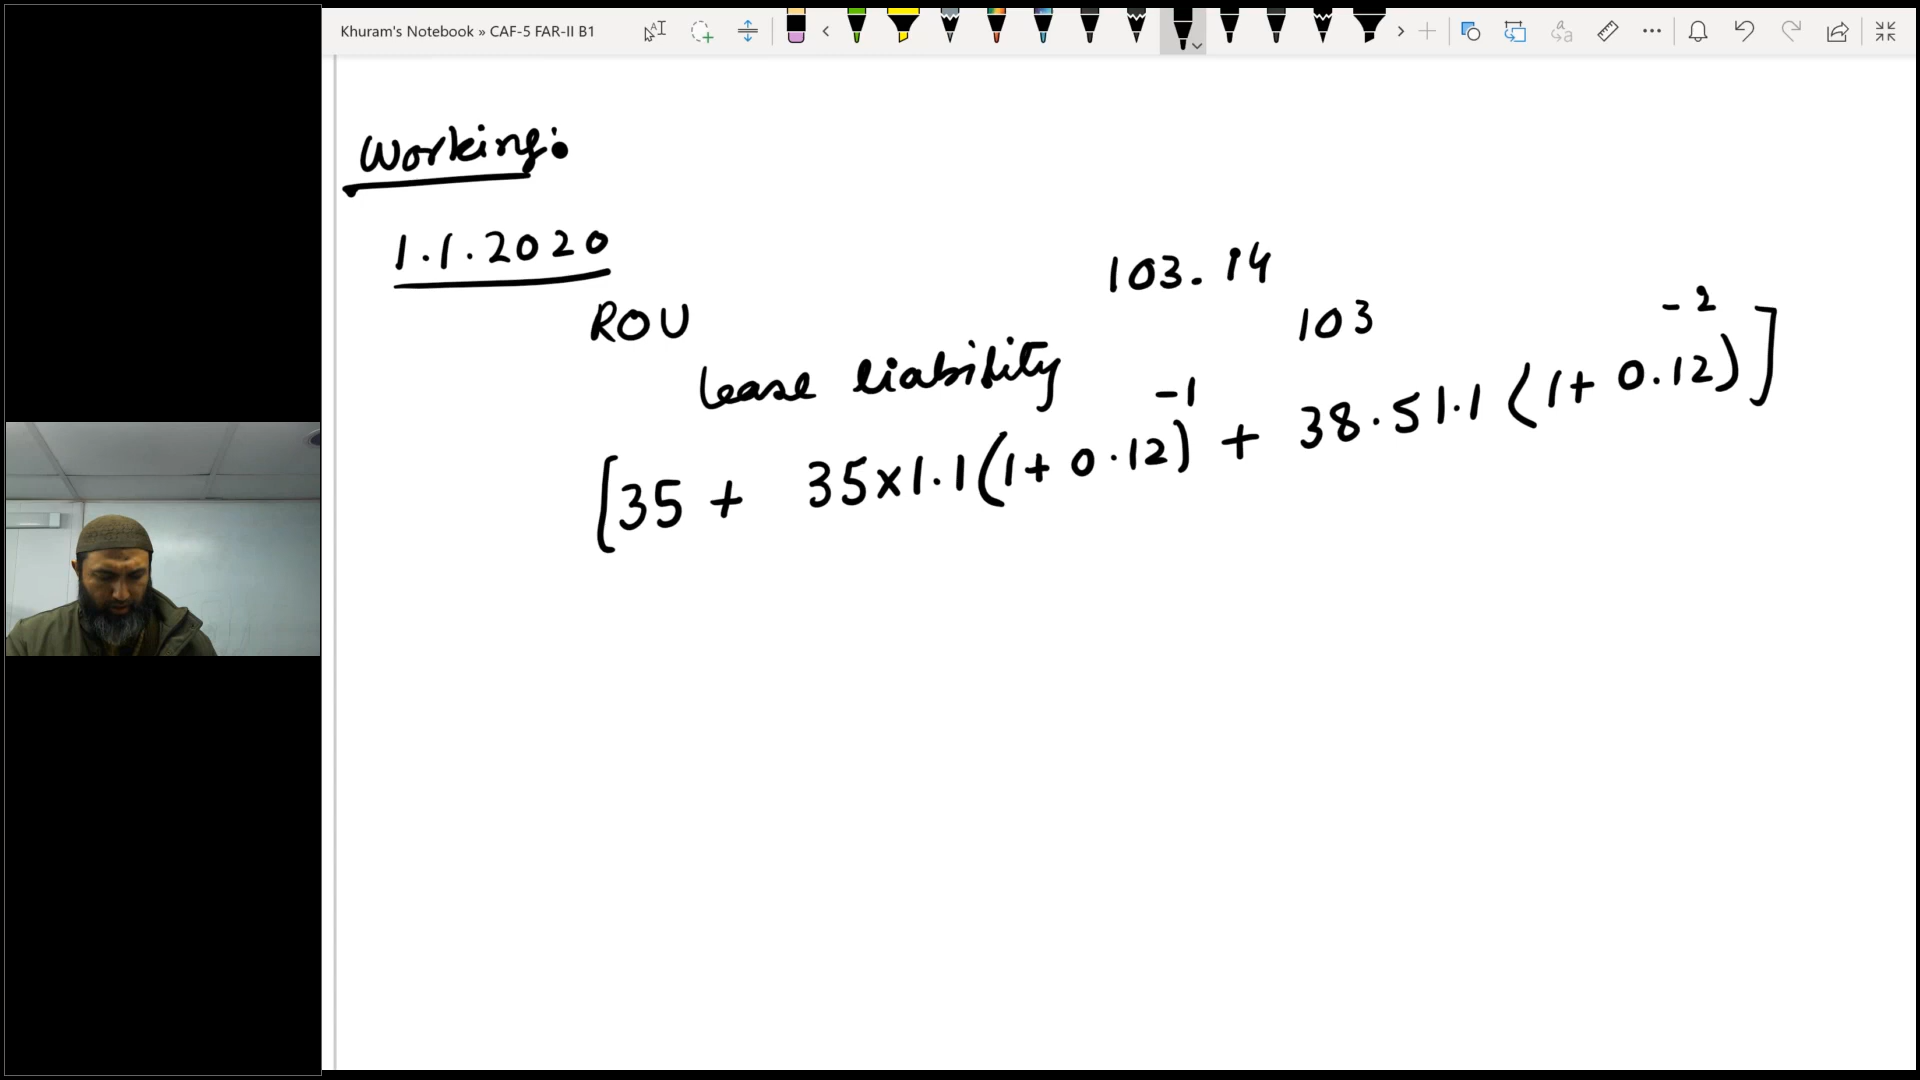 Khuram's Notebook » CAF-5 FAR-II B1
Working:
1.1.2020
ROU 103.14
Lease liability 103
[35 + 35x1.1(1+0.12)-1 + 38.51.1(1+0.12)-2]